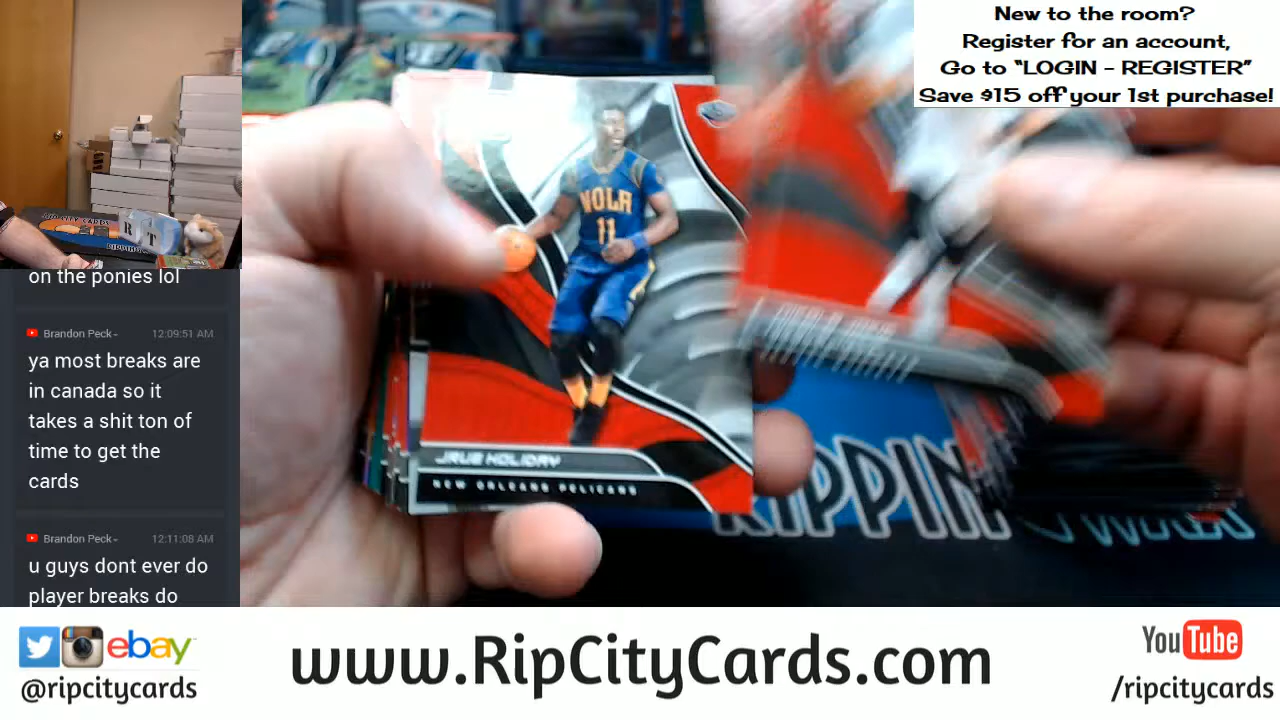 New to the room?
Register for an account,
Go to "LOGIN - REGISTER"
Save $15 off your 1st purchase!
on the ponies lol
Brandon Peck
12:09:51 AM
ya most breaks are
in canada so it
takes a shit ton of
time to get the
cards
Brandon Peck
12:11:08 AM
u guys dont ever do
player breaks do
NOLA
11
JRUE HOLIDAY
NEW ORLEANS PELICANS
RIPPIN
ebay
@ripcitycards
www.RipCityCards.com
YouTube
/ripcitycards